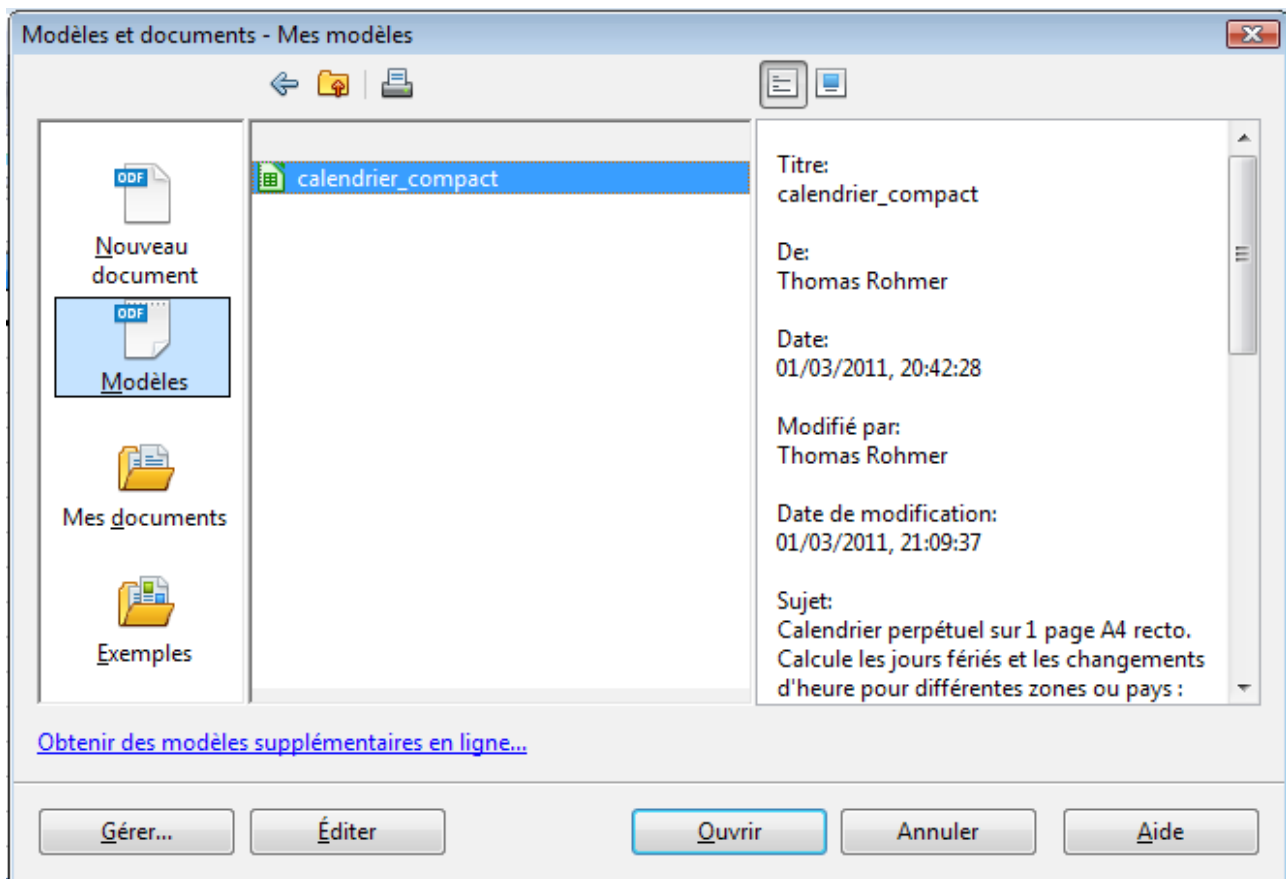 Modèles et documents - Mes modèles
ODF
Nouveau
document
ODF
Modèles
Mes documents
Exemples
calendrier_compact
Titre:
calendrier_compact
De:
Thomas Rohmer
Date:
01/03/2011, 20:42:28
Modifié par:
Thomas Rohmer
Date de modification:
01/03/2011, 21:09:37
Sujet:
Calendrier perpétuel sur 1 page A4 recto.
Calcule les jours fériés et les changements
d'heure pour différentes zones ou pays :
Obtenir des modèles supplémentaires en ligne...
Gérer...
Éditer
Ouvrir
Annuler
Aide